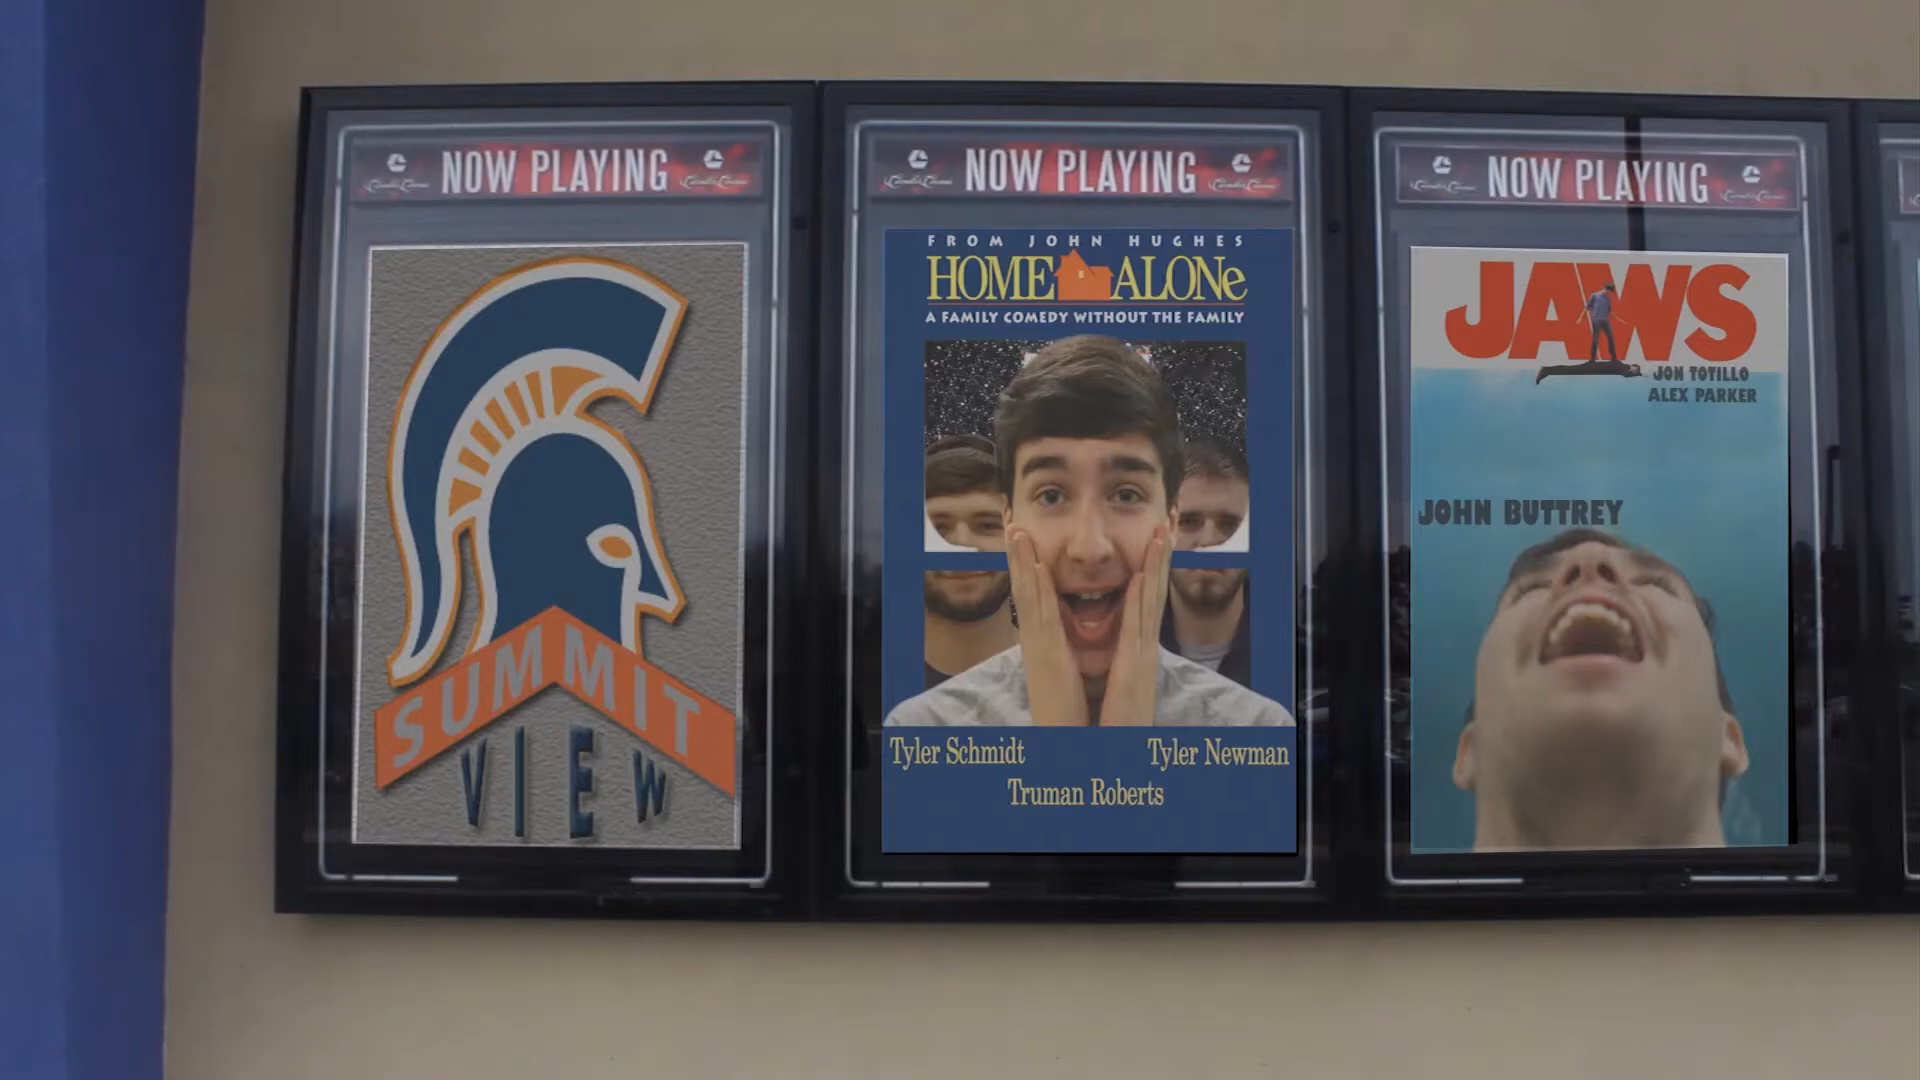 NOW PLAYING
SUMMIT
VIEW
NOW PLAYING
FROM JOHN HUGHES
HOME ALONe
A FAMILY COMEDY WITHOUT THE FAMILY
Tyler Schmidt
Tyler Newman
Truman Roberts
NOW PLAYING
JAWS
JON TOTILLO
ALEX PARKER
JOHN BUTTREY